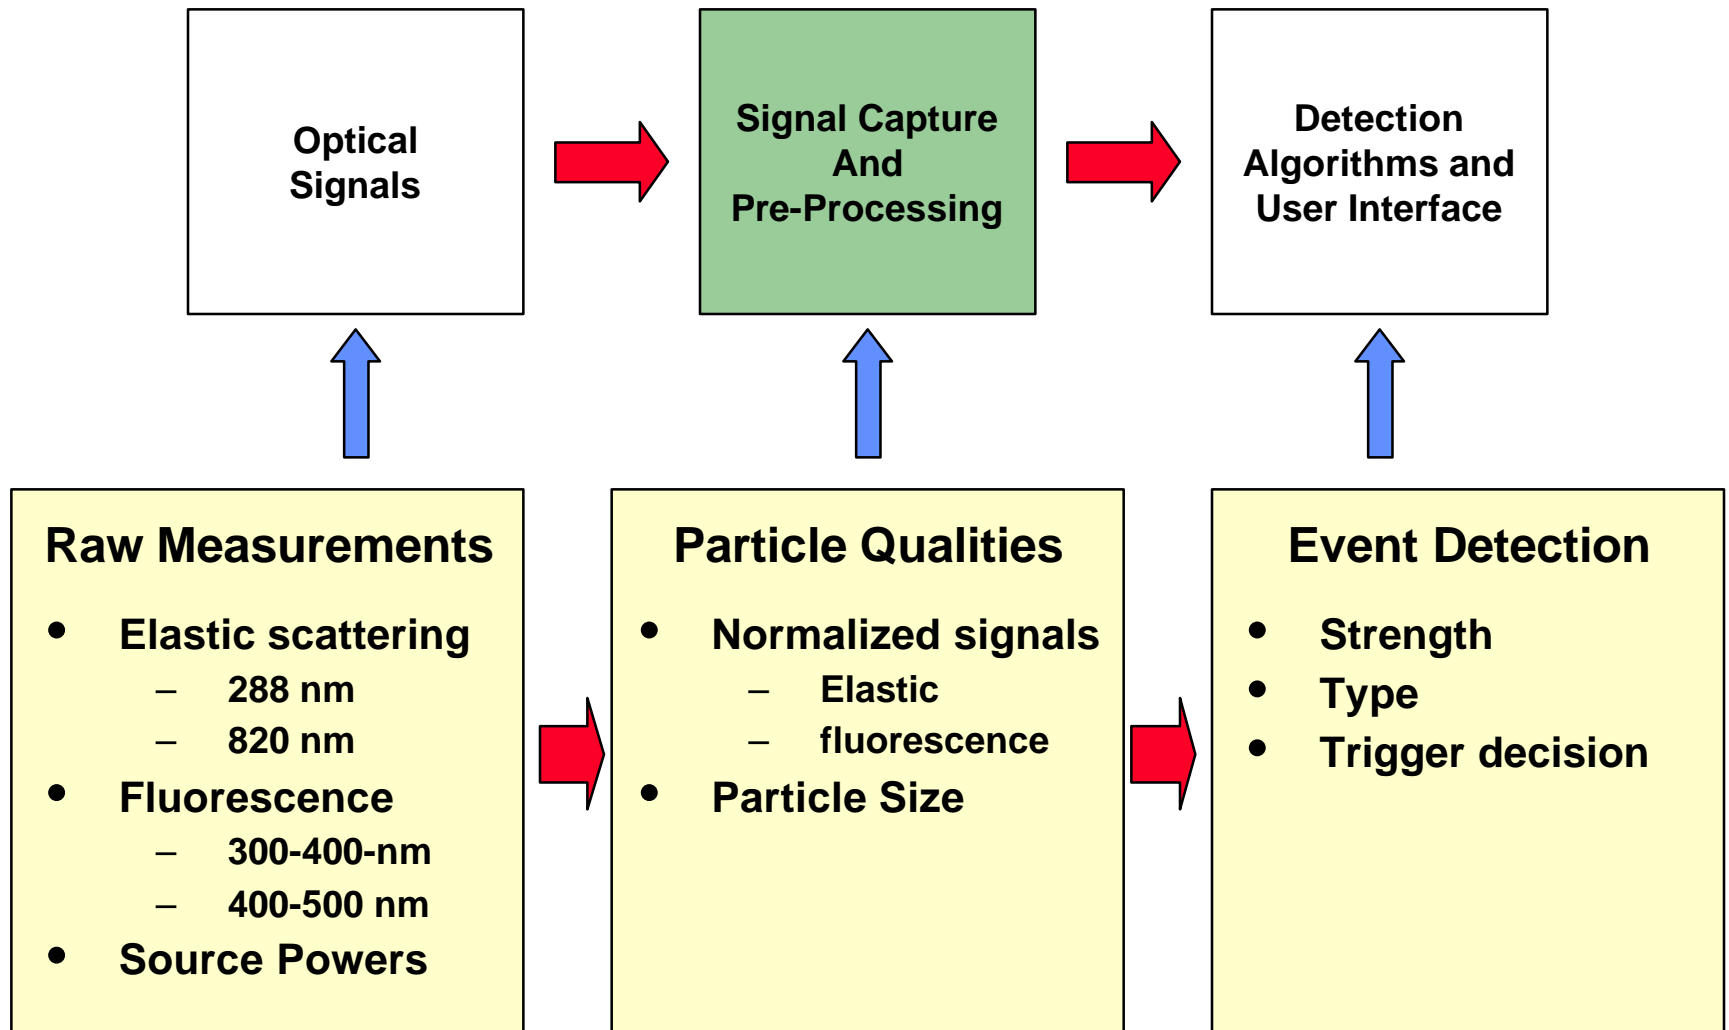 Optical
Signals
Signal Capture
And
Pre-Processing
Detection
Algorithms and
User Interface
Raw Measurements
• Elastic scattering
– 288 nm
– 820 nm
• Fluorescence
– 300-400-nm
– 400-500 nm
• Source Powers
Particle Qualities
• Normalized signals
– Elastic
– fluorescence
• Particle Size
Event Detection
• Strength
• Type
• Trigger decision